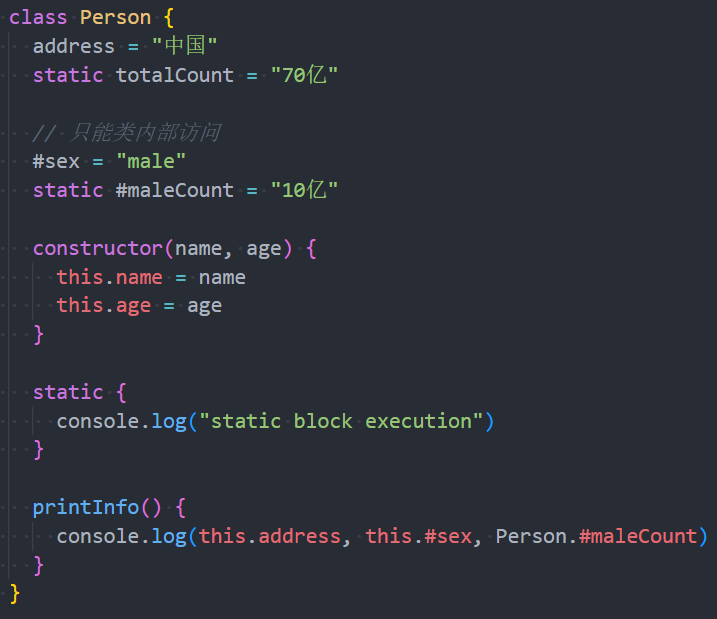 class Person {
  address = "中国"
  static totalCount = "70亿"

  // 只能类内部访问
  #sex = "male"
  static #maleCount = "10亿"

  constructor(name, age) {
    this.name = name
    this.age = age
  }

  static {
    console.log("static block execution")
  }

  printInfo() {
    console.log(this.address, this.#sex, Person.#maleCount)
  }
}